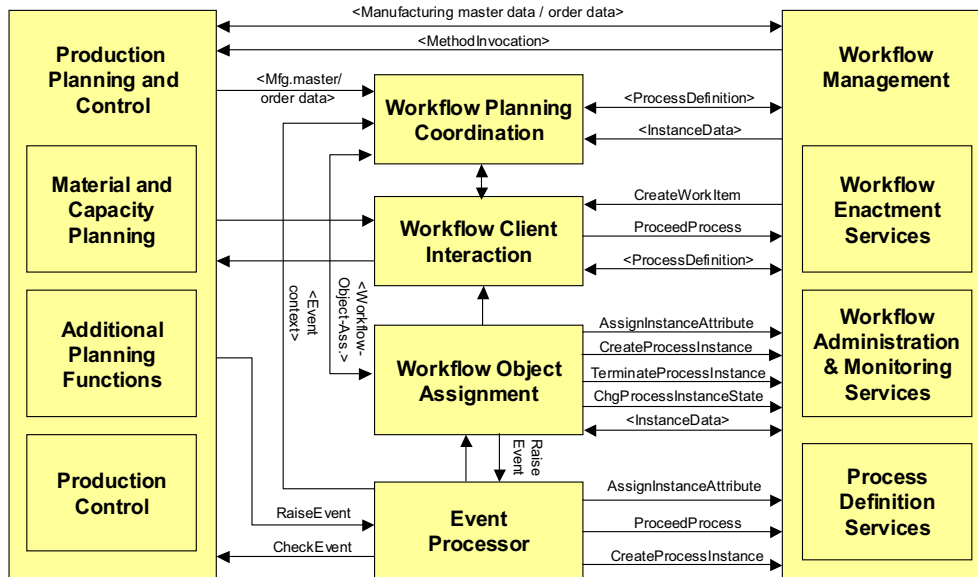 <Manufacturing master data / order data>
<MethodInvocation>
Production
Planning and
Control
Material and
Capacity
Planning
Additional
Planning
Functions
Production
Control
<Mfg.master/
order data>
Workflow Planning
Coordination
Workflow Client
Interaction
<Event
context>
<Workflow-
Object-Ass.>
Workflow Object
Assignment
Raise
Event
RaiseEvent
CheckEvent
Event
Processor
<ProcessDefinition>
<InstanceData>
CreateWorkItem
ProceedProcess
<ProcessDefinition>
AssignInstanceAttribute
CreateProcessInstance
TerminateProcessInstance
ChgProcessInstanceState
<InstanceData>
AssignInstanceAttribute
ProceedProcess
CreateProcessInstance
Workflow
Management
Workflow
Enactment
Services
Workflow
Administration
& Monitoring
Services
Process
Definition
Services